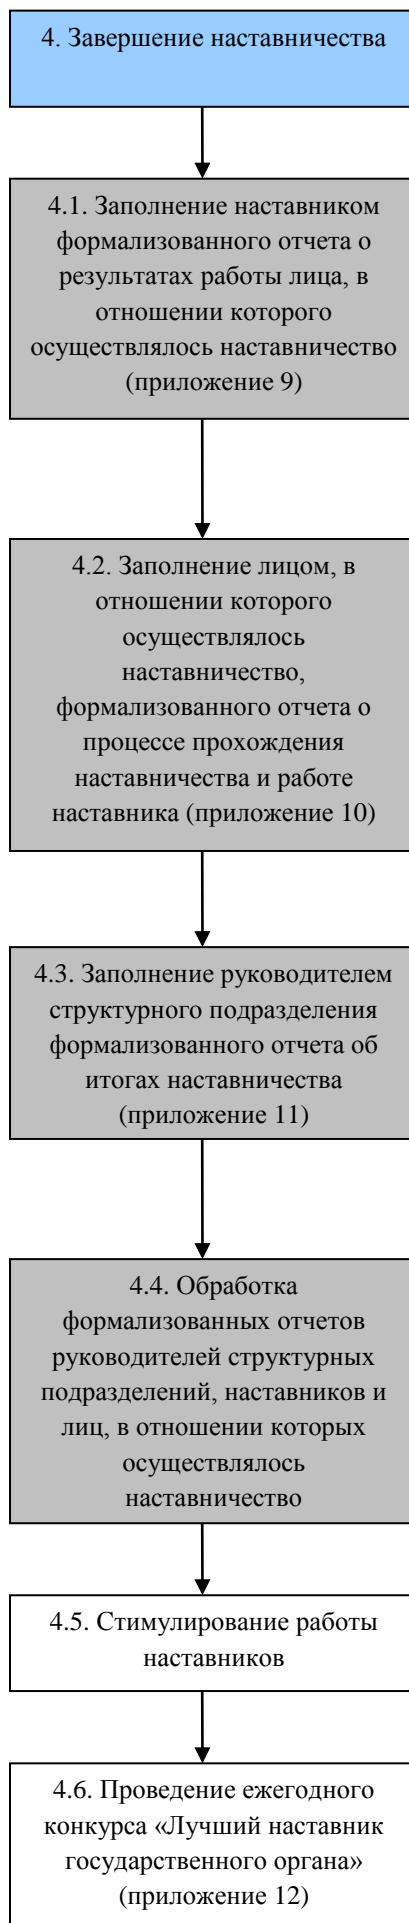 4. Завершение наставничества
4.1. Заполнение наставником
формализованного отчета о
результатах работы лица, в
отношении которого
осуществлялось наставничество
(приложение 9)
4.2. Заполнение лицом, в
отношении которого
осуществлялось
наставничество,
формализованного отчета о
процессе прохождения
наставничества и работе
наставника (приложение 10)
4.3. Заполнение руководителем
структурного подразделения
формализованного отчета об
итогах наставничества
(приложение 11)
4.4. Обработка
формализованных отчетов
руководителей структурных
подразделений, наставников и
лиц, в отношении которых
осуществлялось
наставничество
4.5. Стимулирование работы
наставников
4.6. Проведение ежегодного
конкурса «Лучший наставник
государственного органа»
(приложение 12)